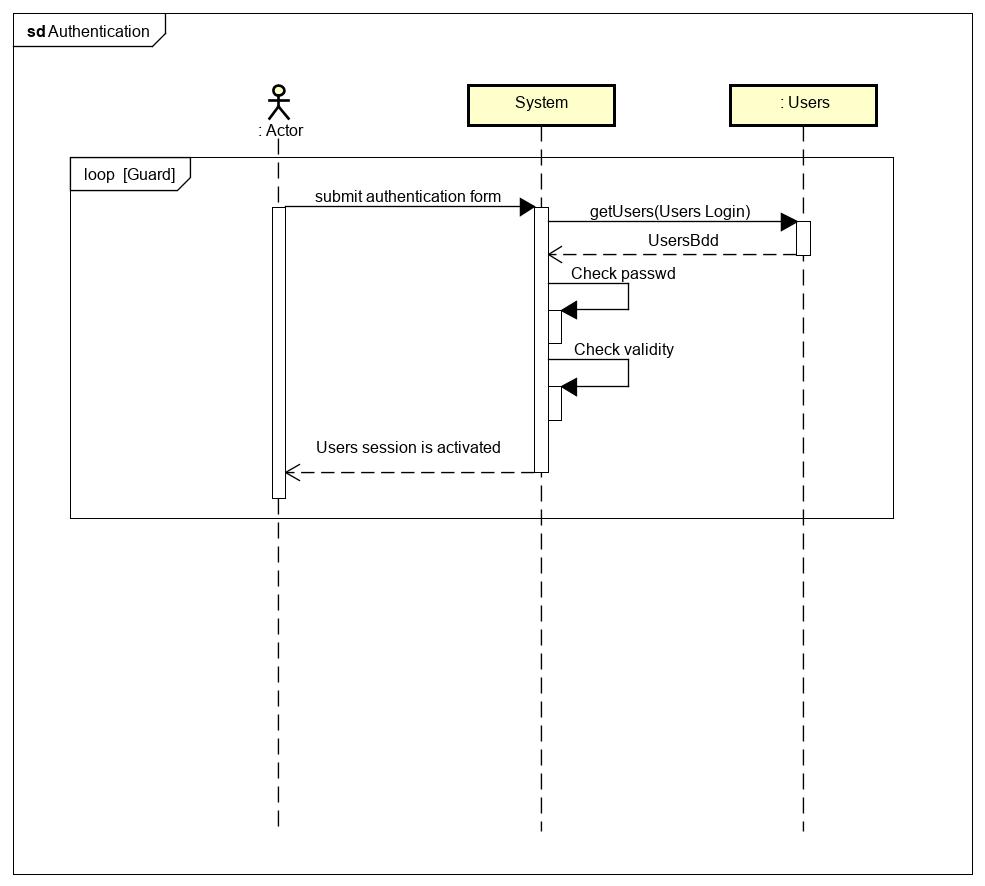 sd Authentication
: Actor
System
: Users
loop [Guard]
submit authentication form
getUsers(Users Login)
UsersBdd
Check passwd
Check validity
Users session is activated